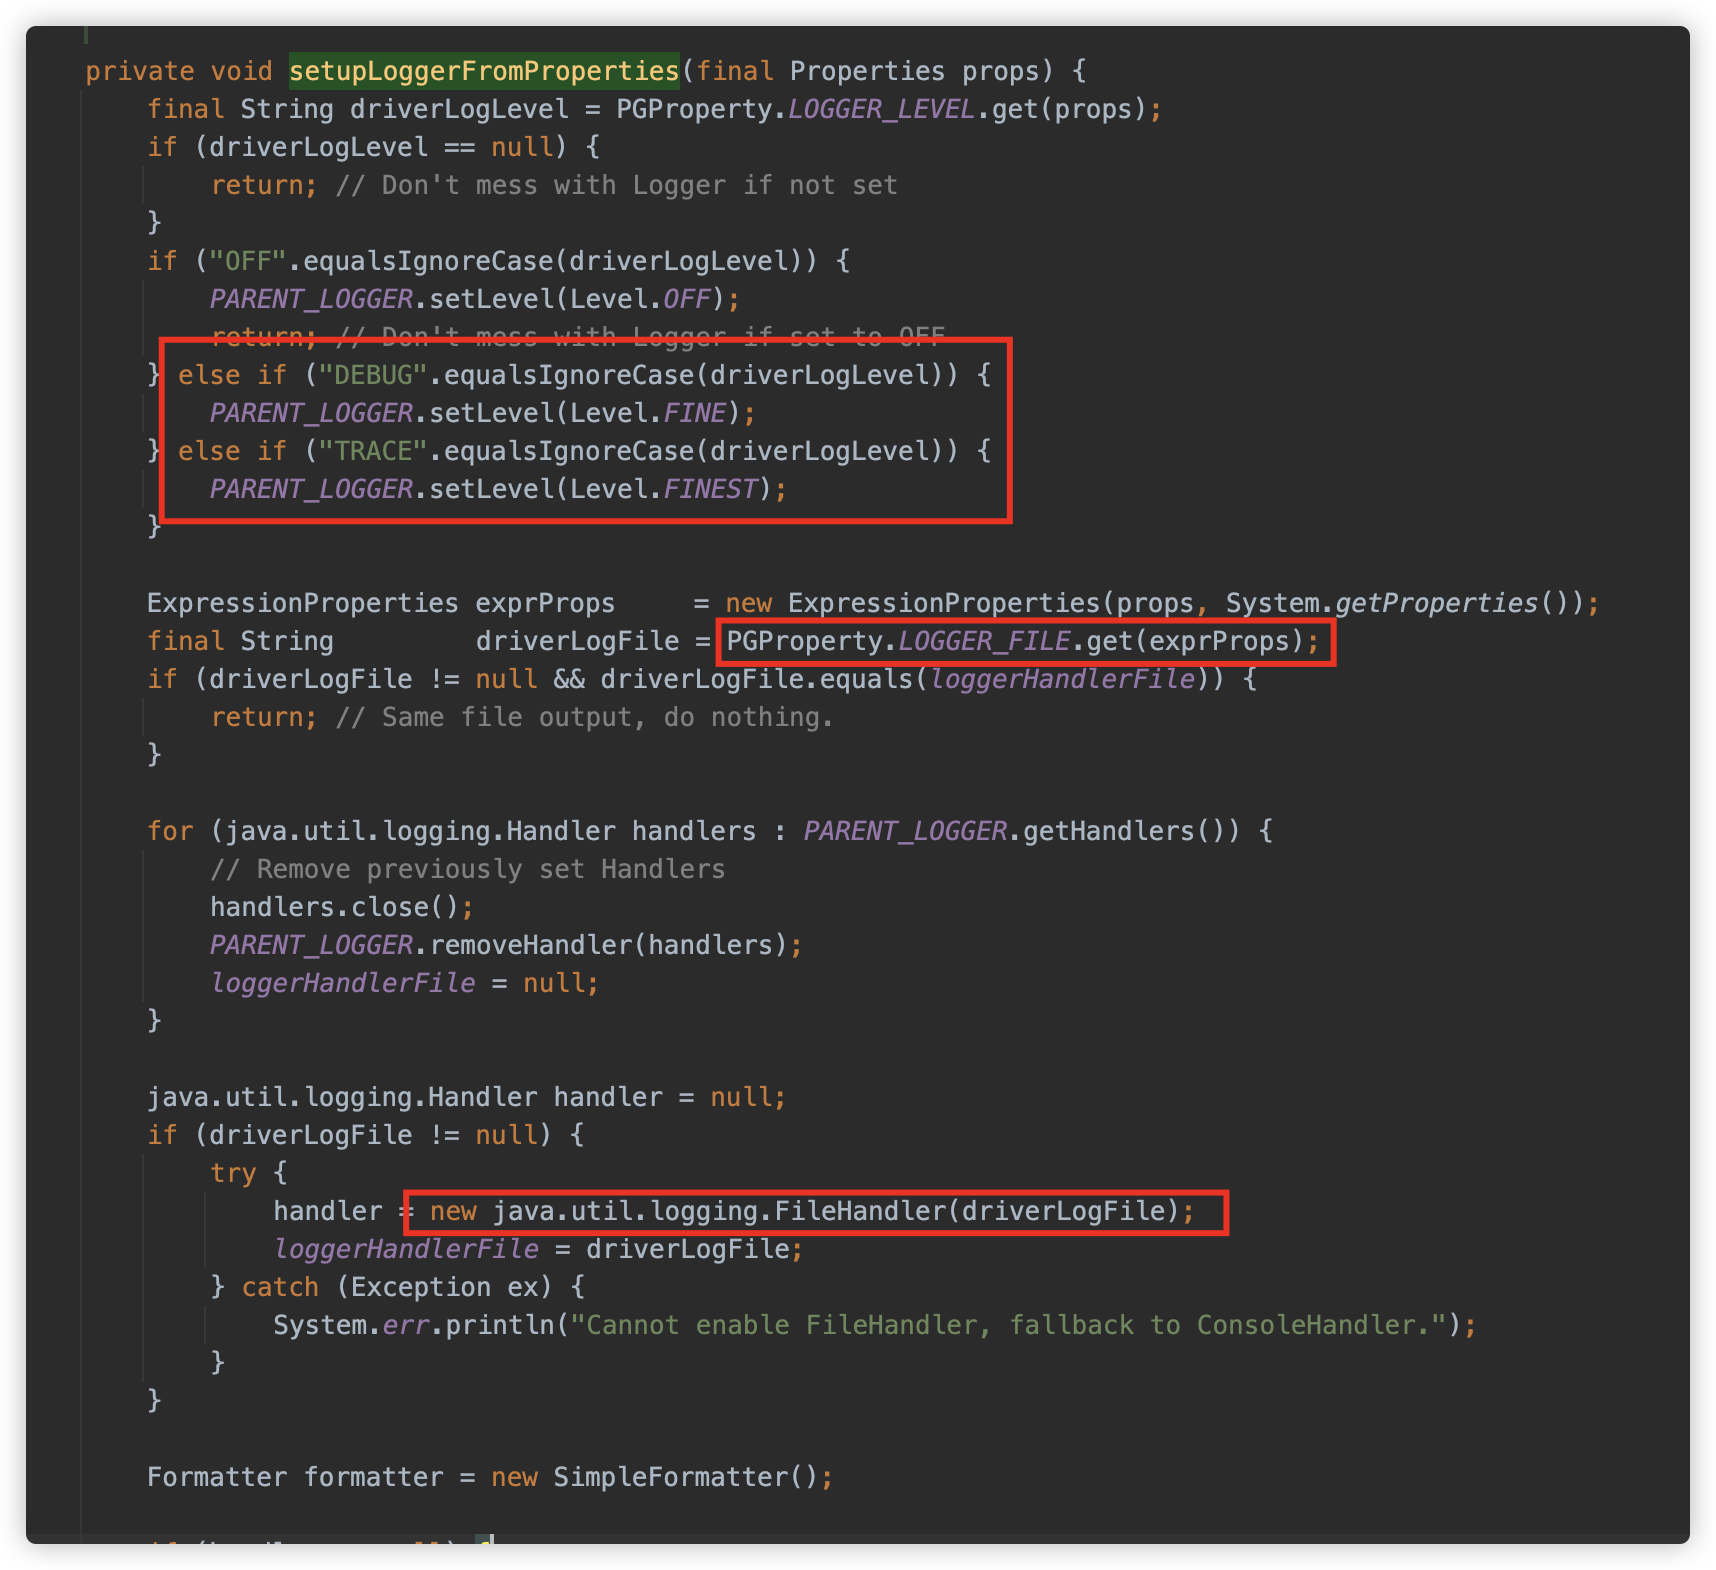 private void setupLoggerFromProperties(final Properties props) {
    final String driverLogLevel = PGProperty.LOGGER_LEVEL.get(props);
    if (driverLogLevel == null) {
        return; // Don't mess with Logger if not set
    }
    if ("OFF".equalsIgnoreCase(driverLogLevel)) {
        PARENT_LOGGER.setLevel(Level.OFF);
        return; // Don't mess with Logger if set to OFF
    } else if ("DEBUG".equalsIgnoreCase(driverLogLevel)) {
        PARENT_LOGGER.setLevel(Level.FINE);
    } else if ("TRACE".equalsIgnoreCase(driverLogLevel)) {
        PARENT_LOGGER.setLevel(Level.FINEST);
    }
    ExpressionProperties exprProps     = new ExpressionProperties(props, System.getProperties());
    final String         driverLogFile = PGProperty.LOGGER_FILE.get(exprProps);
    if (driverLogFile != null && driverLogFile.equals(loggerHandlerFile)) {
        return; // Same file output, do nothing.
    }
    for (java.util.logging.Handler handlers : PARENT_LOGGER.getHandlers()) {
        // Remove previously set Handlers
        handlers.close();
        PARENT_LOGGER.removeHandler(handlers);
        loggerHandlerFile = null;
    }
    java.util.logging.Handler handler = null;
    if (driverLogFile != null) {
        try {
            handler = new java.util.logging.FileHandler(driverLogFile);
            loggerHandlerFile = driverLogFile;
        } catch (Exception ex) {
            System.err.println("Cannot enable FileHandler, fallback to ConsoleHandler.");
        }
    }
    Formatter formatter = new SimpleFormatter();